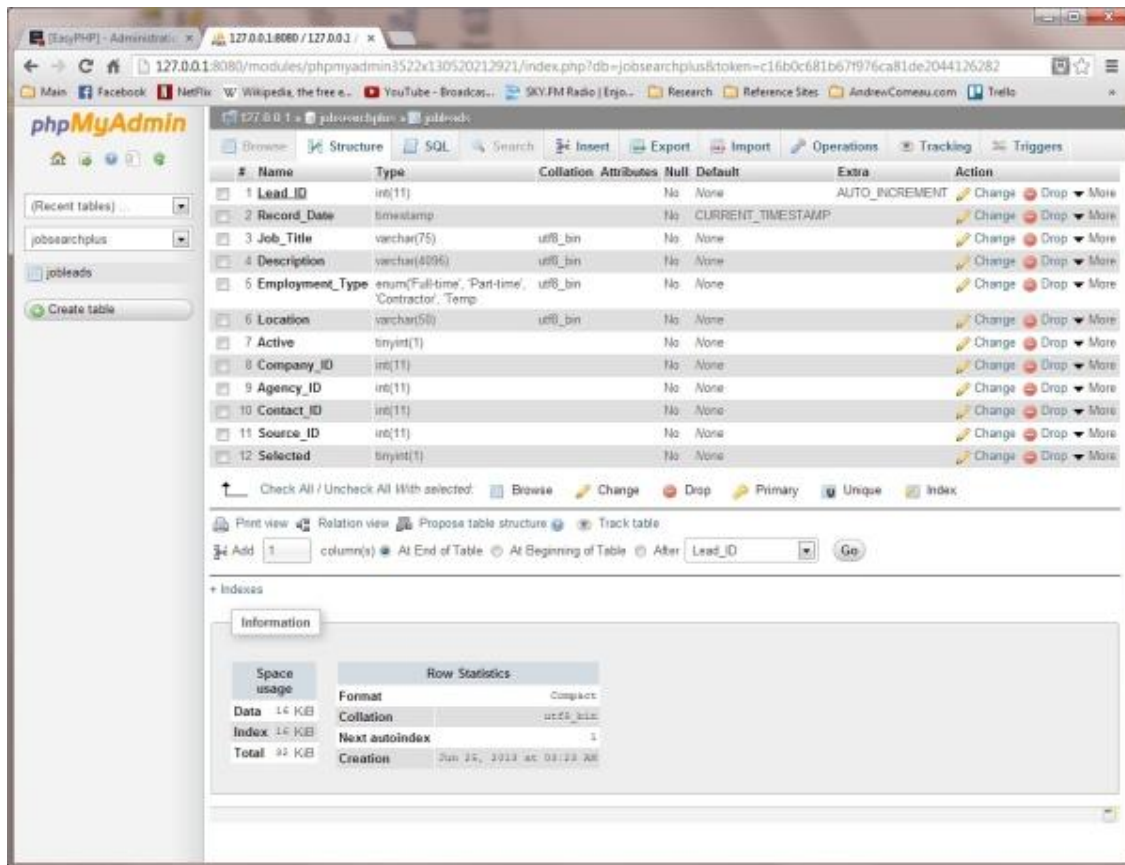 [EasyPHP] - Administratic × 127.0.0.1:8080 / 127.0.0.1 / ×
127.0.0.1:8080/modules/phpmyadmin3522x130520212921/index.php?db=jobsearchplus&token=c16b0c681b67f976ca81de2044126282
Main Facebook NetFlix Wikipedia, the free e... YouTube - Broadcas... SKY.FM Radio | Enjo... Research Reference Sites AndrewComeau.com Trello »
phpMyAdmin
127.0.0.1 » jobsearchplus » jobleads
Browse Structure SQL Search Insert Export Import Operations Tracking Triggers
(Recent tables) ...
jobsearchplus
jobleads
Create table
# Name Type Collation Attributes Null Default Extra Action
1 Lead_ID int(11) No None AUTO_INCREMENT Change Drop More
2 Record_Date timestamp No CURRENT_TIMESTAMP Change Drop More
3 Job_Title varchar(75) utf8_bin No None Change Drop More
4 Description varchar(4096) utf8_bin No None Change Drop More
5 Employment_Type enum('Full-time', 'Part-time', utf8_bin No None Change Drop More
'Contractor', 'Temp
6 Location varchar(50) utf8_bin No None Change Drop More
7 Active tinyint(1) No None Change Drop More
8 Company_ID int(11) No None Change Drop More
9 Agency_ID int(11) No None Change Drop More
10 Contact_ID int(11) No None Change Drop More
11 Source_ID int(11) No None Change Drop More
12 Selected tinyint(1) No None Change Drop More
Check All / Uncheck All With selected: Browse Change Drop Primary Unique Index
Print view Relation view Propose table structure Track table
Add 1 column(s) At End of Table At Beginning of Table After Lead_ID Go
+ Indexes
Information
Space usage
Data 16 KiB
Index 16 KiB
Total 32 KiB
Row Statistics
Format Compact
Collation utf8_bin
Next autoindex 1
Creation Jun 25, 2013 at